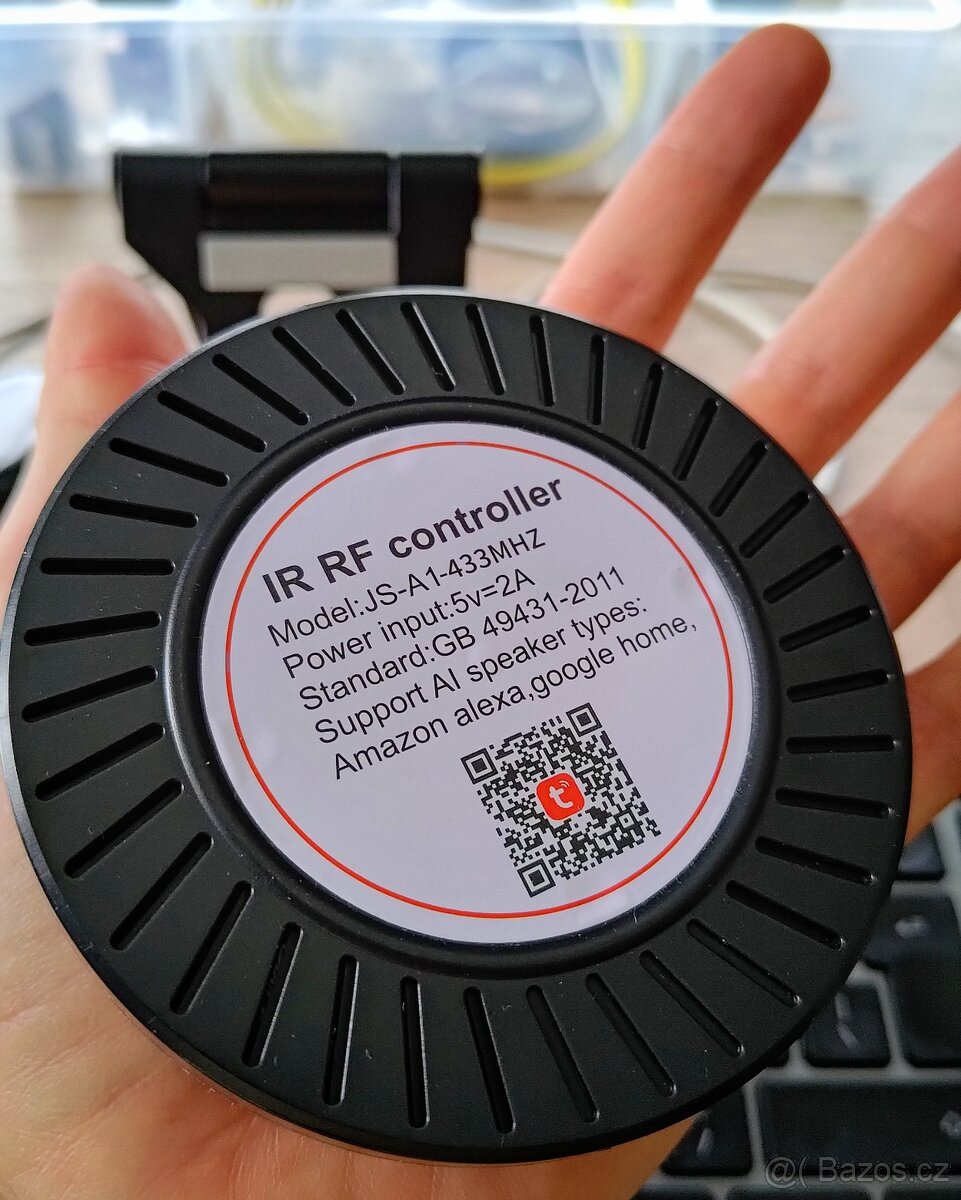 IR RF controller
Model:JS-A1-433MHZ
Power input:5v=2A
Standard:GB 49431-2011
Support AI speaker types:
Amazon alexa,google home,
@( Bazos.cz